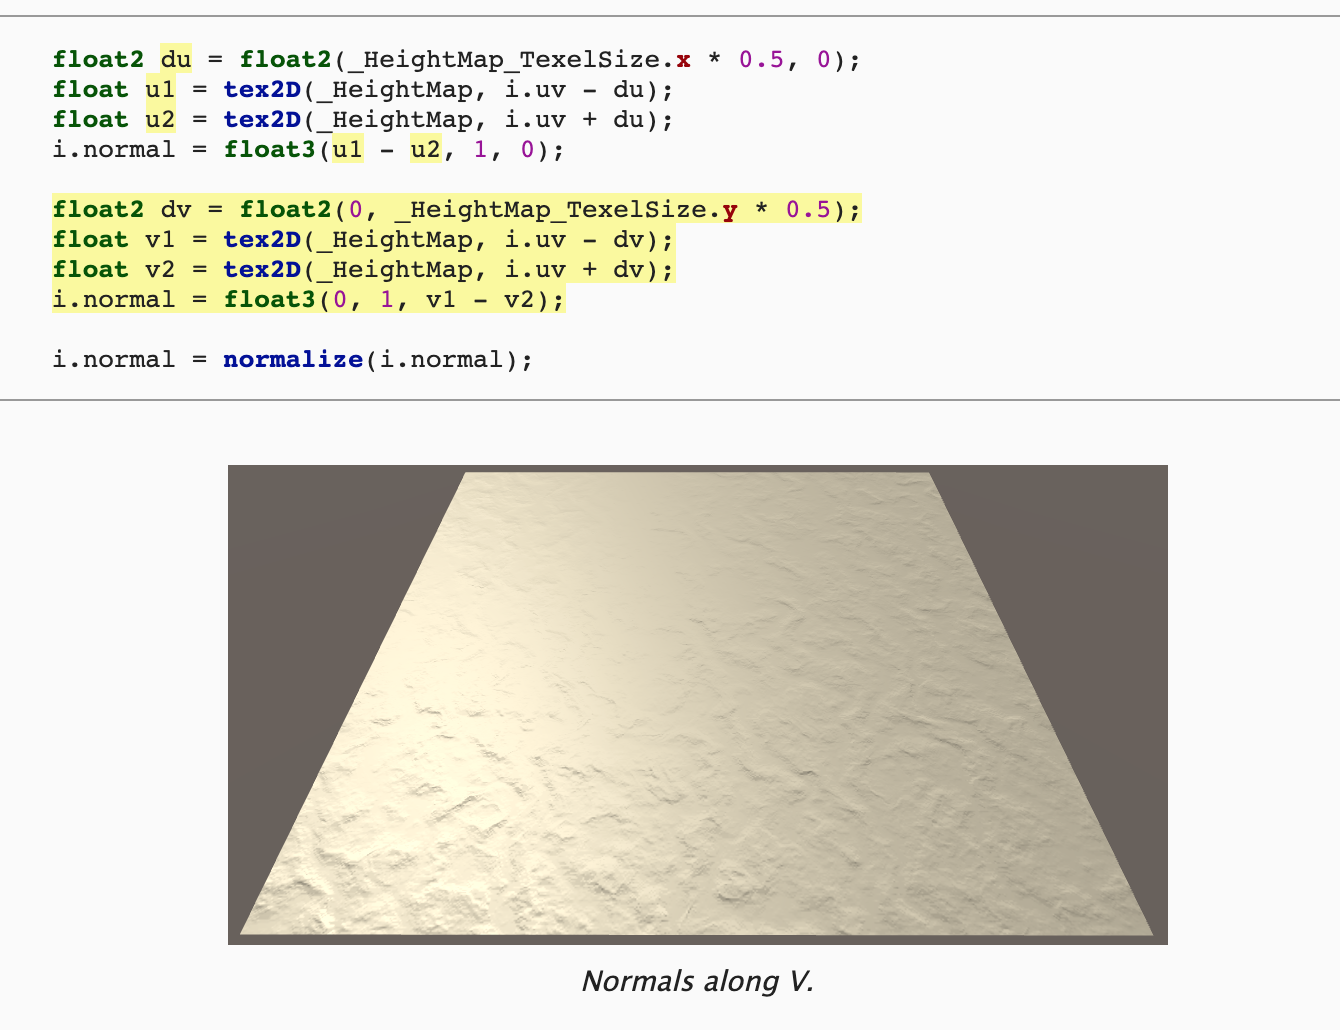 float2 du = float2(_HeightMap_TexelSize.x * 0.5, 0);
float u1 = tex2D(_HeightMap, i.uv - du);
float u2 = tex2D(_HeightMap, i.uv + du);
i.normal = float3(u1 - u2, 1, 0);
float2 dv = float2(0, _HeightMap_TexelSize.y * 0.5);
float v1 = tex2D(_HeightMap, i.uv - dv);
float v2 = tex2D(_HeightMap, i.uv + dv);
i.normal = float3(0, 1, v1 - v2);
i.normal = normalize(i.normal);
Normals along V.